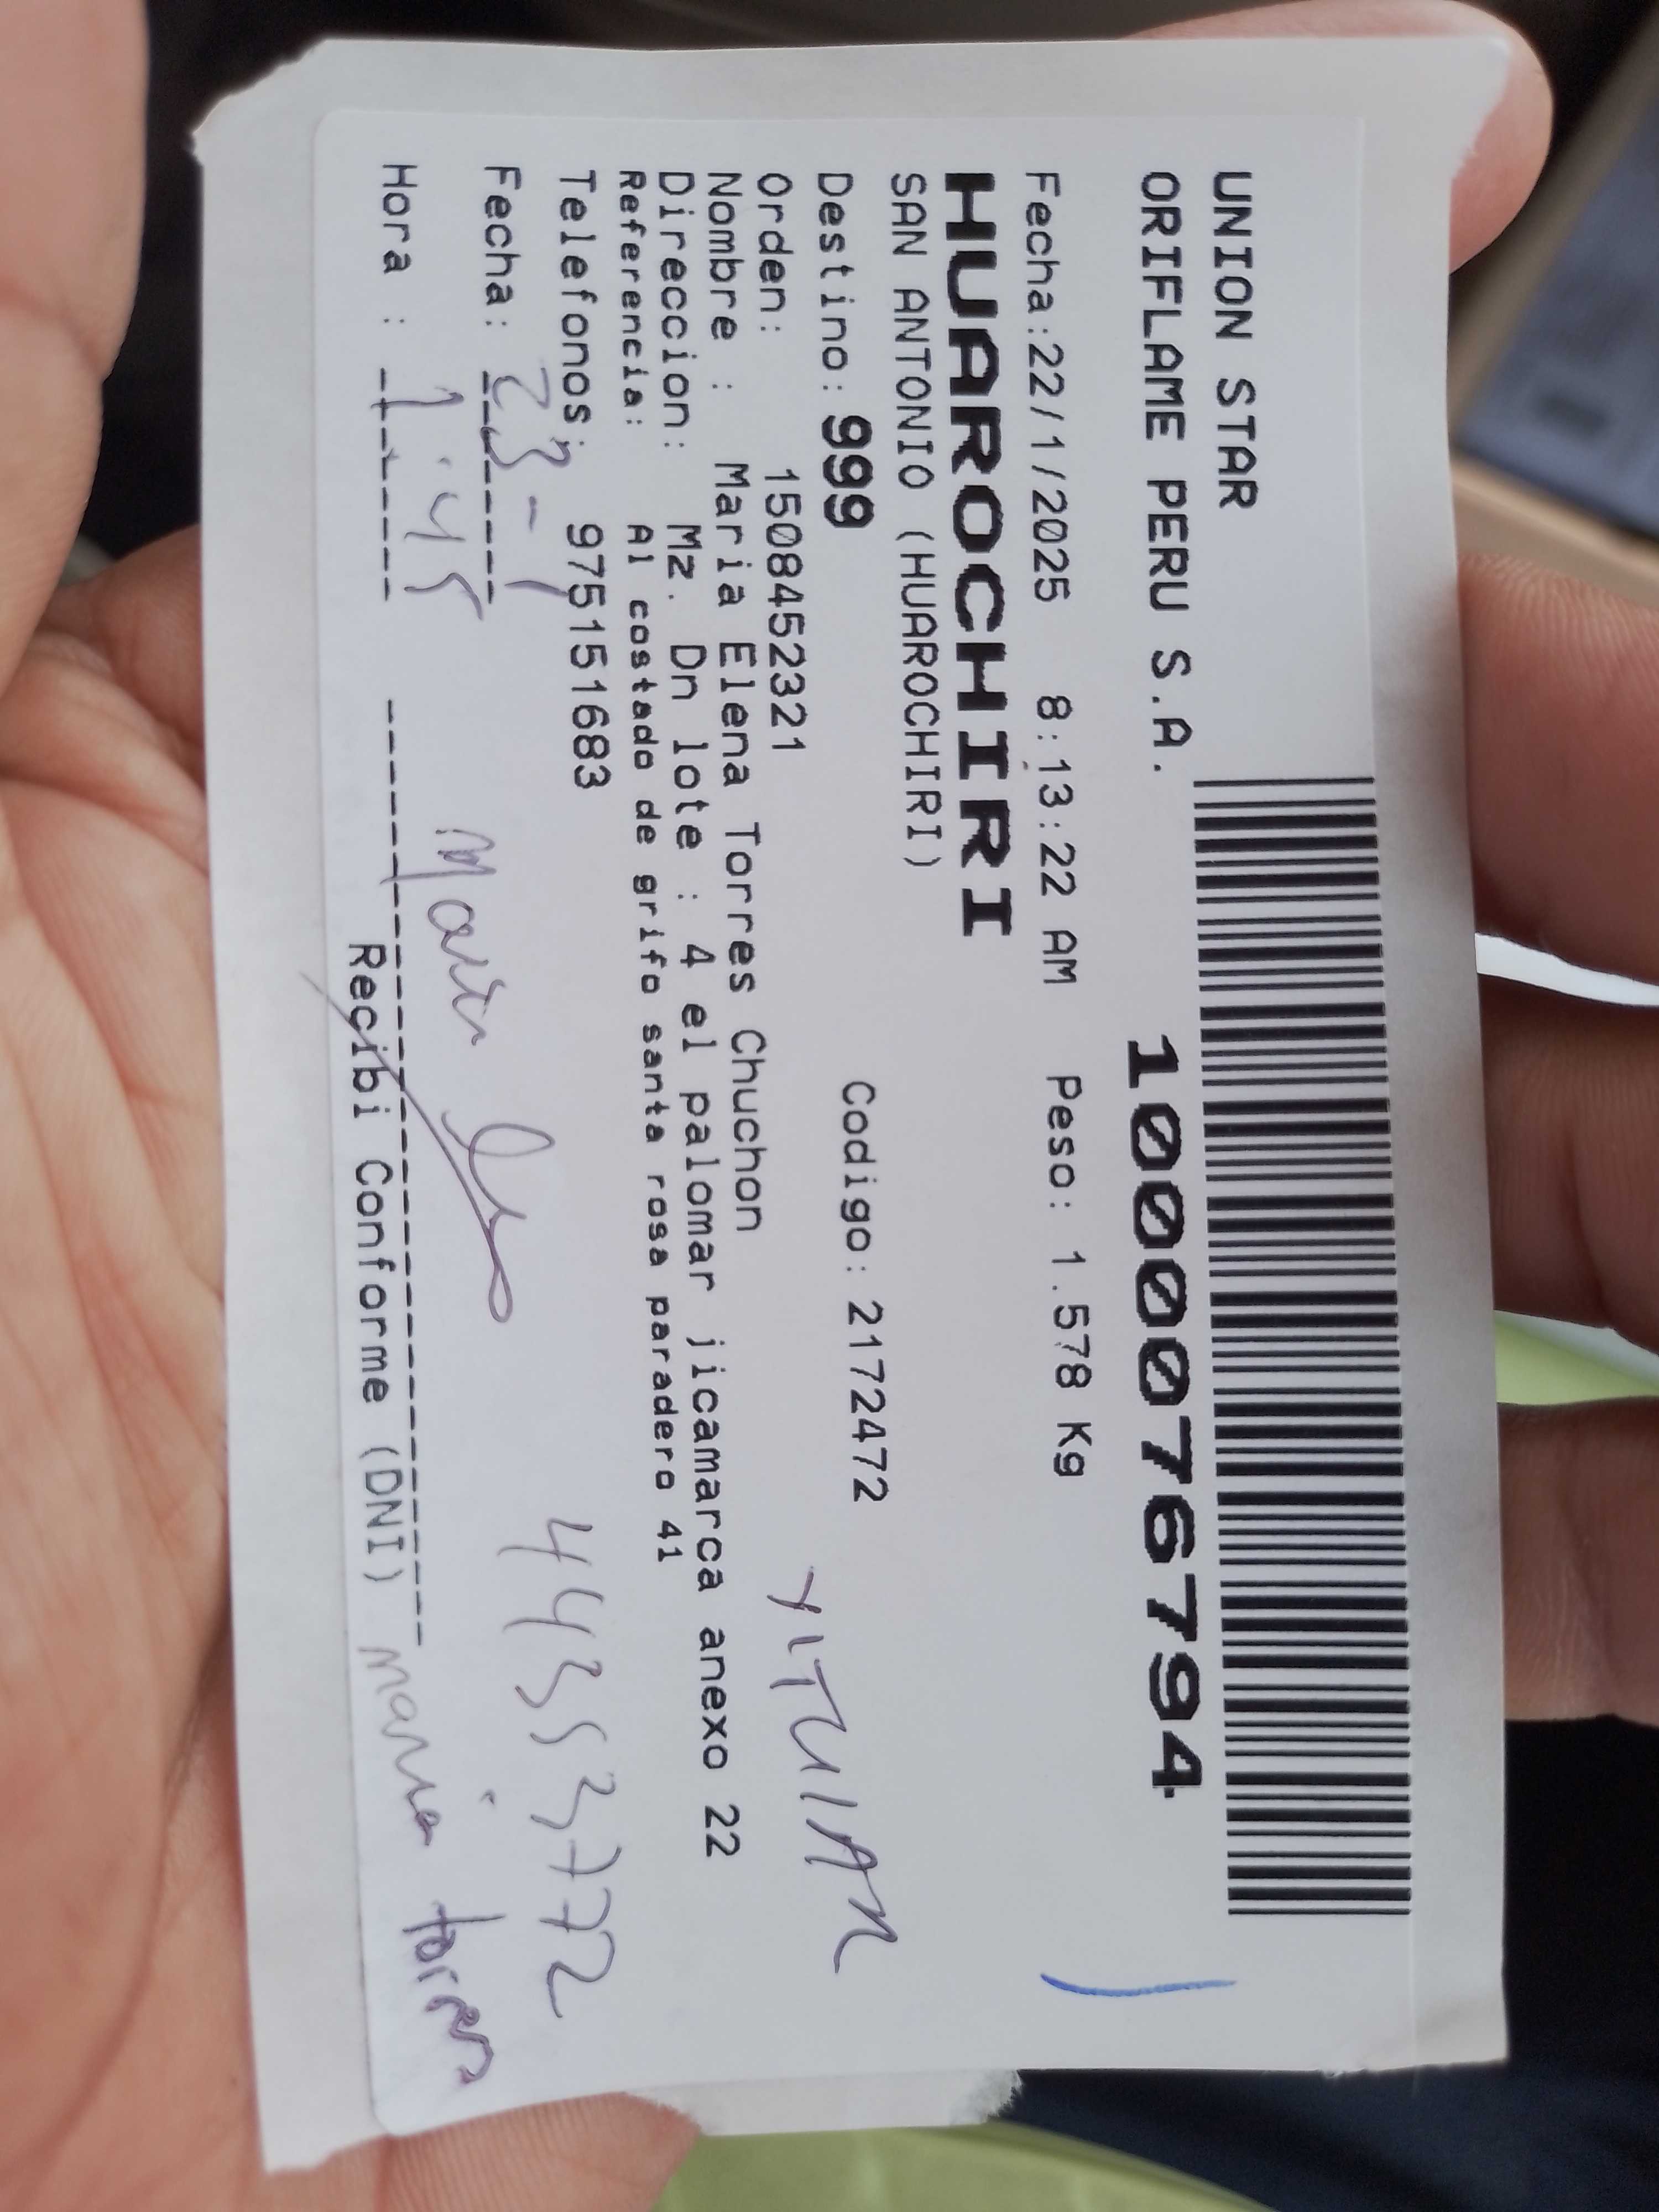 UNION STAR
ORIFLAME PERU S.A. 1000076794
Fecha:22/1/2025 8:13:22 AM Peso: 1.578 Kg
HUAROCHIRI
SAN ANTONIO (HUAROCHIRI)
Destino: 999 Codigo: 2172472
Orden: 1508452321
Nombre : Maria Elena Torres Chuchon
Direccion: Mz. Dn lote : 4 el palomar jicamarca anexo 22
Referencia: Al costado de grifo santa rosa paradero 41
Telefonos: 975151683
Fecha: 23-1
Hora : 1:45
Recibi Conforme (DNI) maria torres